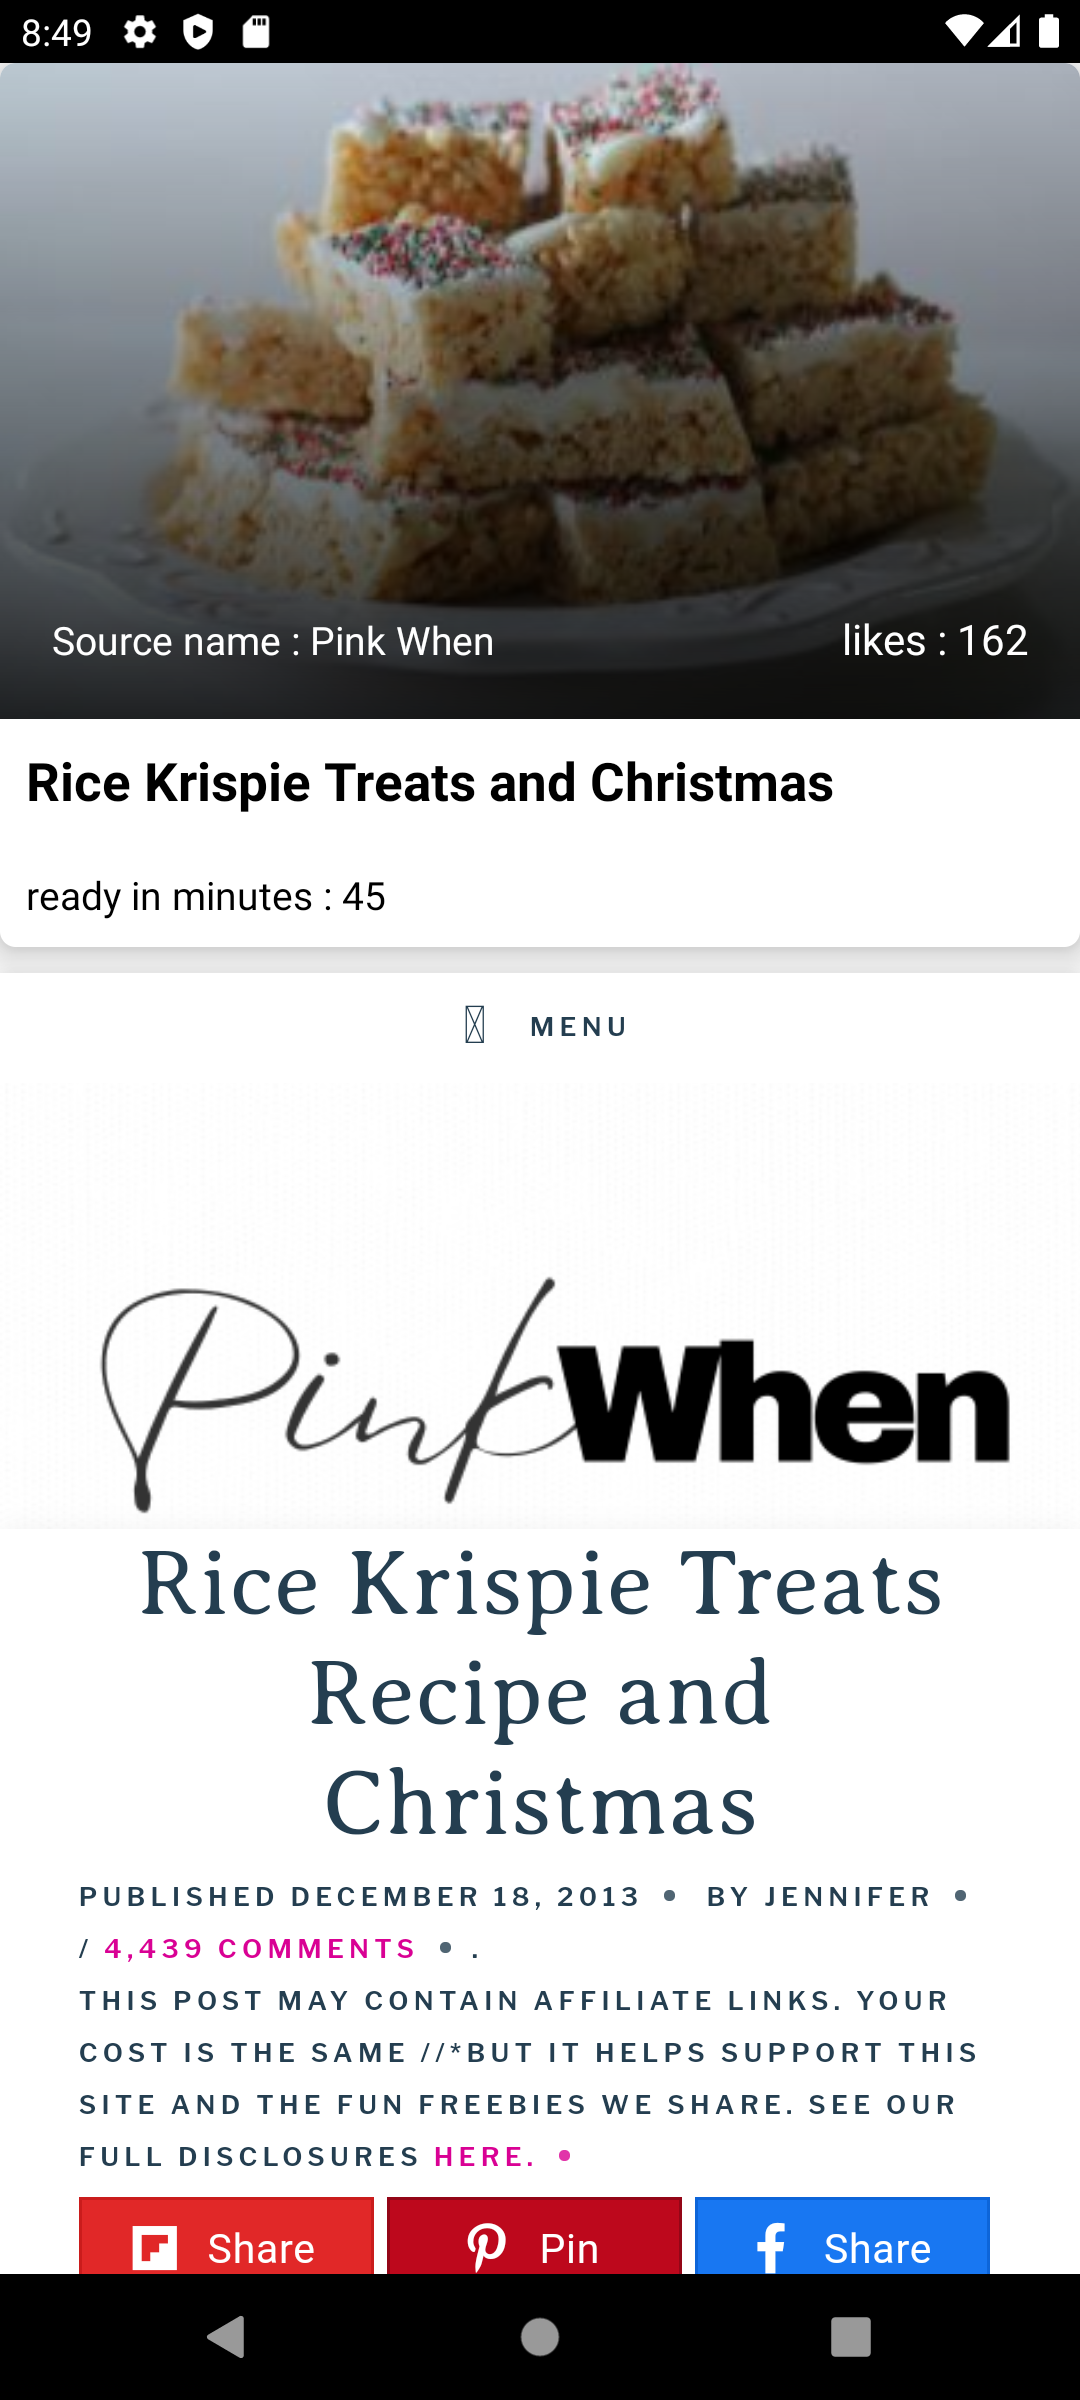 8:49
Source name : Pink When
likes : 162
Rice Krispie Treats and Christmas
ready in minutes : 45
MENU
Pink When
Rice Krispie Treats
Recipe and
Christmas
PUBLISHED DECEMBER 18, 2013 • BY JENNIFER •
/ 4,439 COMMENTS • .
THIS POST MAY CONTAIN AFFILIATE LINKS. YOUR
COST IS THE SAME //*BUT IT HELPS SUPPORT THIS
SITE AND THE FUN FREEBIES WE SHARE. SEE OUR
FULL DISCLOSURES HERE. •
Share
Pin
Share